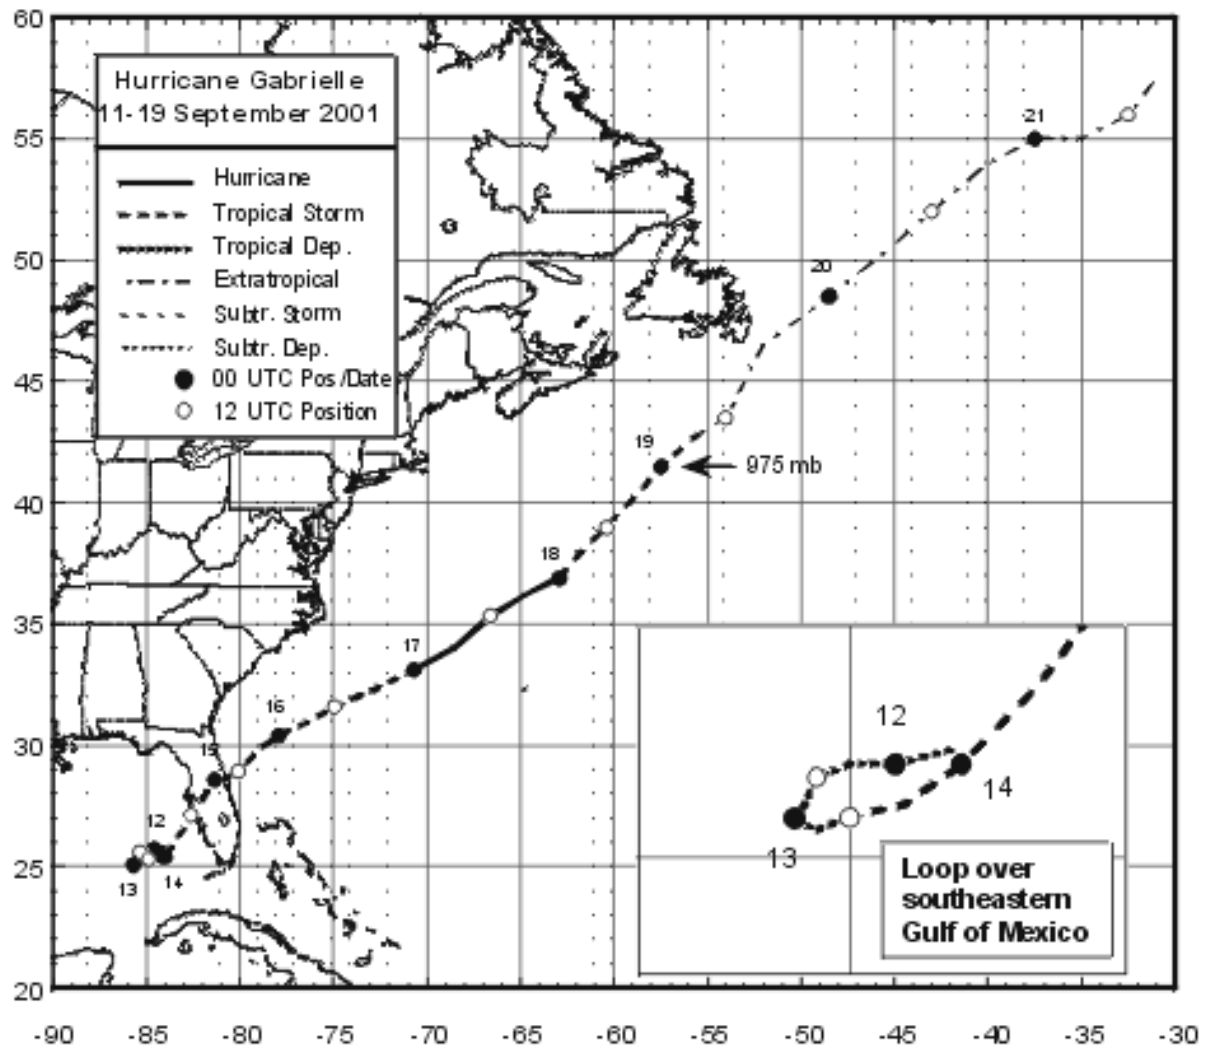 60
55
50
45
40
35
30
25
20
Hurricane Gabrielle
11-19 September 2001
Hurricane
Tropical Storm
Tropical Dep.
Extratropical
Subtr. Storm
Subtr. Dep.
00 UTC Pos/Date
12 UTC Position
21
20
19
975 mb
18
17
16
15
12
13
14
12
14
13
Loop over
southeastern
Gulf of Mexico
-90 -85 -80 -75 -70 -65 -60 -55 -50 -45 -40 -35 -30